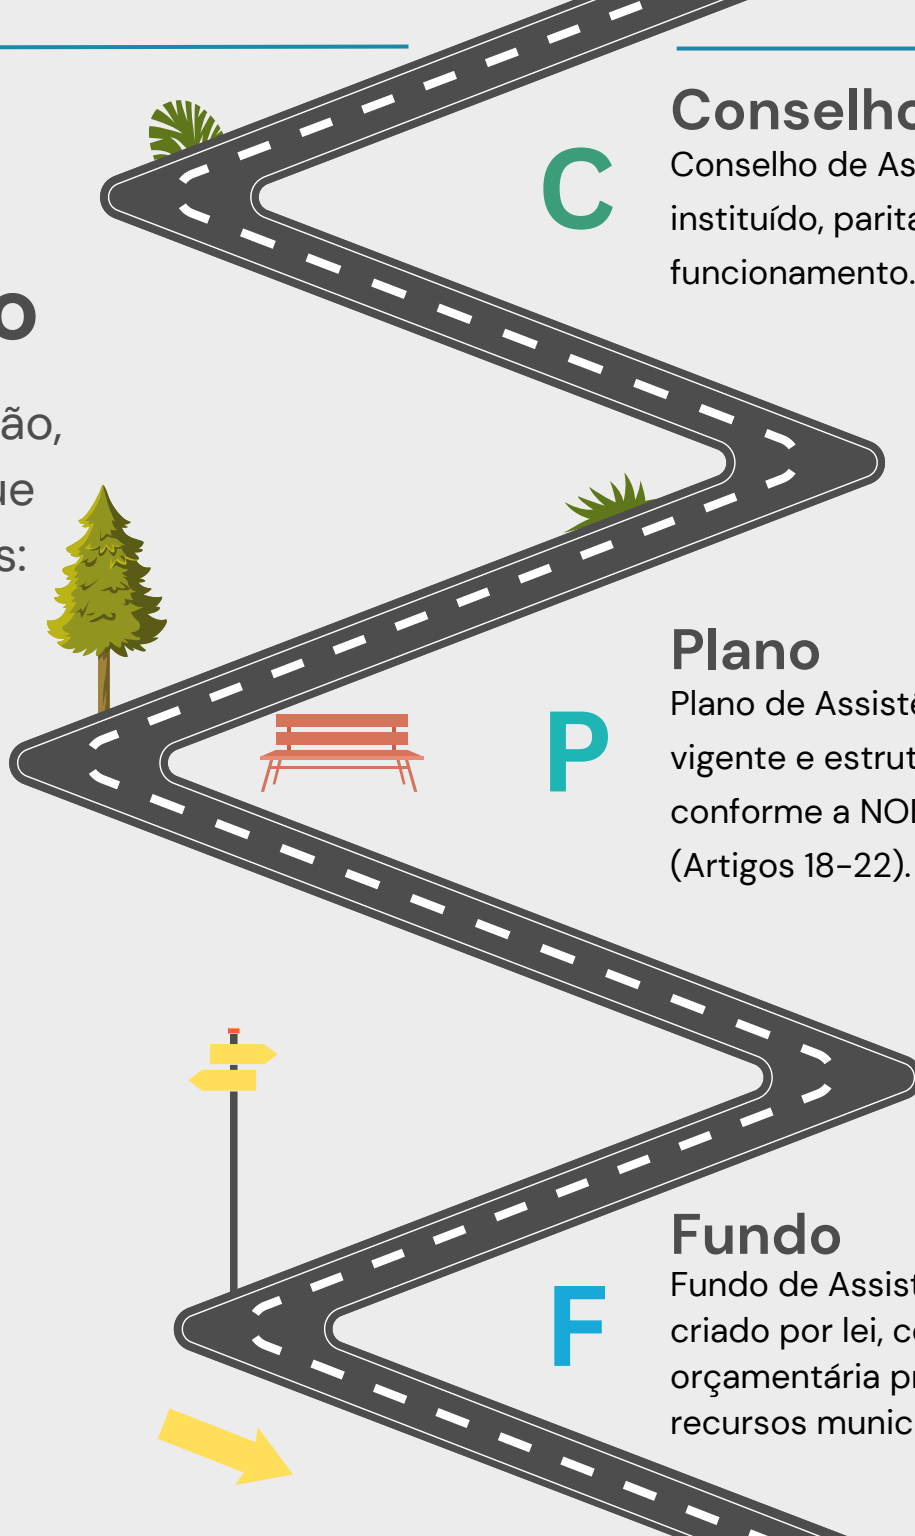 o
ão,
ue
s:
C
Conselho
Conselho de As
instituído, parita
funcionamento.
P
Plano
Plano de Assistê
vigente e estrut
conforme a NO
(Artigos 18-22).
F
Fundo
Fundo de Assist
criado por lei, c
orçamentária pr
recursos munic